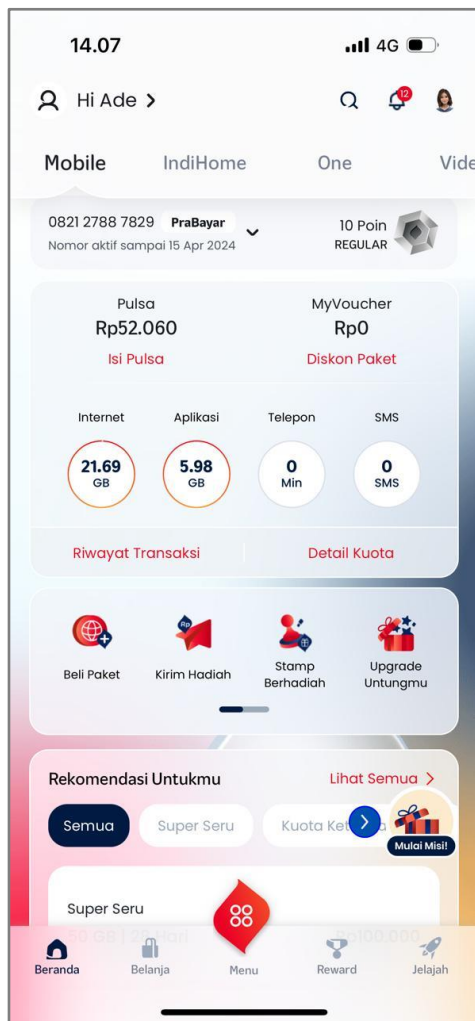 14.07
4G
Hi Ade >
12
Mobile
IndiHome
One
Vide
0821 2788 7829 PraBayar
Nomor aktif sampai 15 Apr 2024
10 Poin
REGULAR
Pulsa
Rp52.060
Isi Pulsa
MyVoucher
Rp0
Diskon Paket
Internet
Aplikasi
Telepon
SMS
21.69
GB
5.98
GB
0
Min
0
SMS
Riwayat Transaksi
Detail Kuota
Beli Paket
Rp
Kirim Hadiah
Stamp
Berhadiah
Upgrade
Untungmu
Rekomendasi Untukmu
Lihat Semua >
Semua
Super Seru
Kuota Ket
Mulai Misi!
Super Seru
Rp100.000
Beranda
Belanja
Menu
Reward
Jelajah